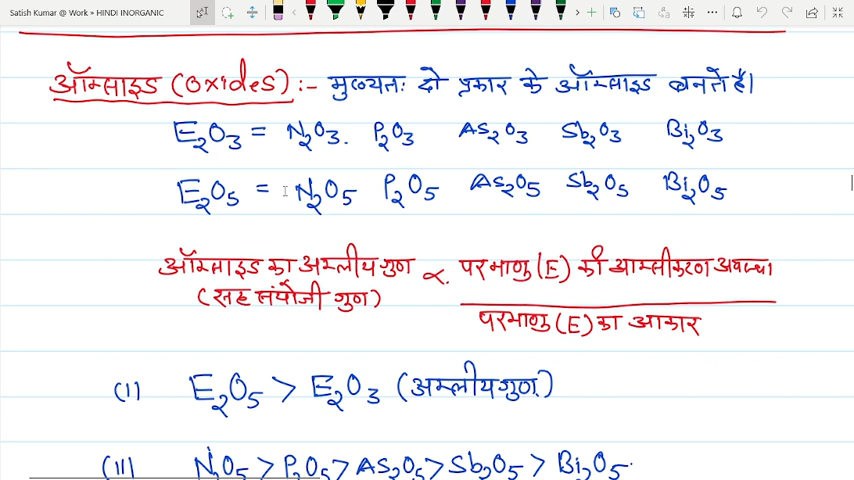 Satish Kumar @ Work » HINDI INORGANIC
ऑक्साइड (Oxides) :- मुख्यतः दो प्रकार के ऑक्साइड बनते हैं।
E₂O₃ = N₂O₃. P₂O₃ As₂O₃ Sb₂O₃ Bi₂O₃
E₂O₅ = N₂O₅ P₂O₅ As₂O₅ Sb₂O₅ Bi₂O₅
ऑक्साइड का अम्लीय गुण ∝ परमाणु (E) की आक्सीकरण अवस्था
(सह संयोजी गुण) परमाणु (E) का आकार
(I) E₂O₅ > E₂O₃ (अम्लीय गुण)
(II) N₂O₅ > P₂O₅ > As₂O₅ > Sb₂O₅ > Bi₂O₅.